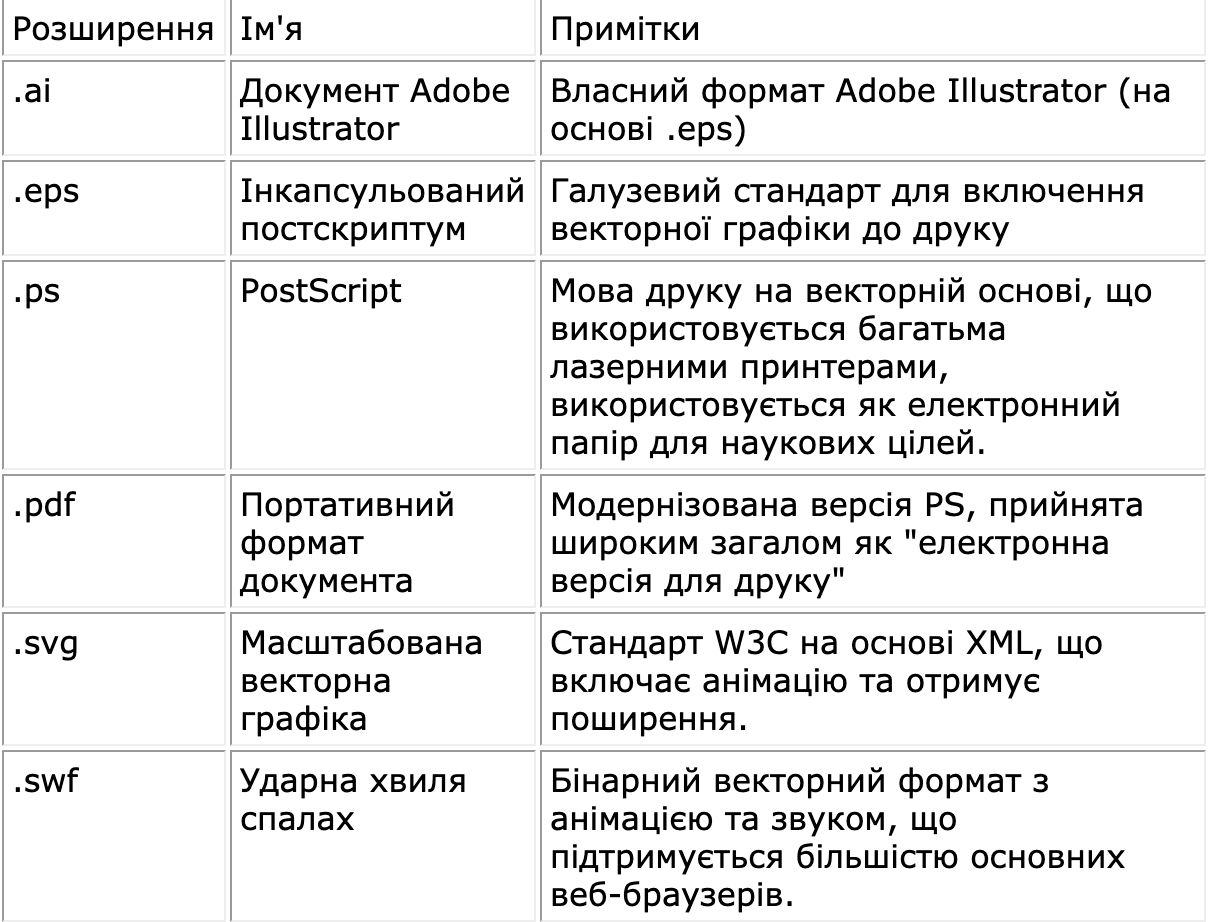 Розширення Ім'я Примітки
.ai Документ Adobe Власний формат Adobe Illustrator (на
Illustrator основі .eps)
.eps Інкапсульований Галузевий стандарт для включення
постскриптум векторної графіки до друку
.ps PostScript Мова друку на векторній основі, що
використовується багатьма
лазерними принтерами,
використовується як електронний
папір для наукових цілей.
.pdf Портативний Модернізована версія PS, прийнята
формат широким загалом як "електронна
документа версія для друку"
.svg Масштабована Стандарт W3C на основі XML, що
векторна включає анімацію та отримує
графіка поширення.
.swf Ударна хвиля Бінарний векторний формат з
спалах анімацією та звуком, що
підтримується більшістю основних
веб-браузерів.